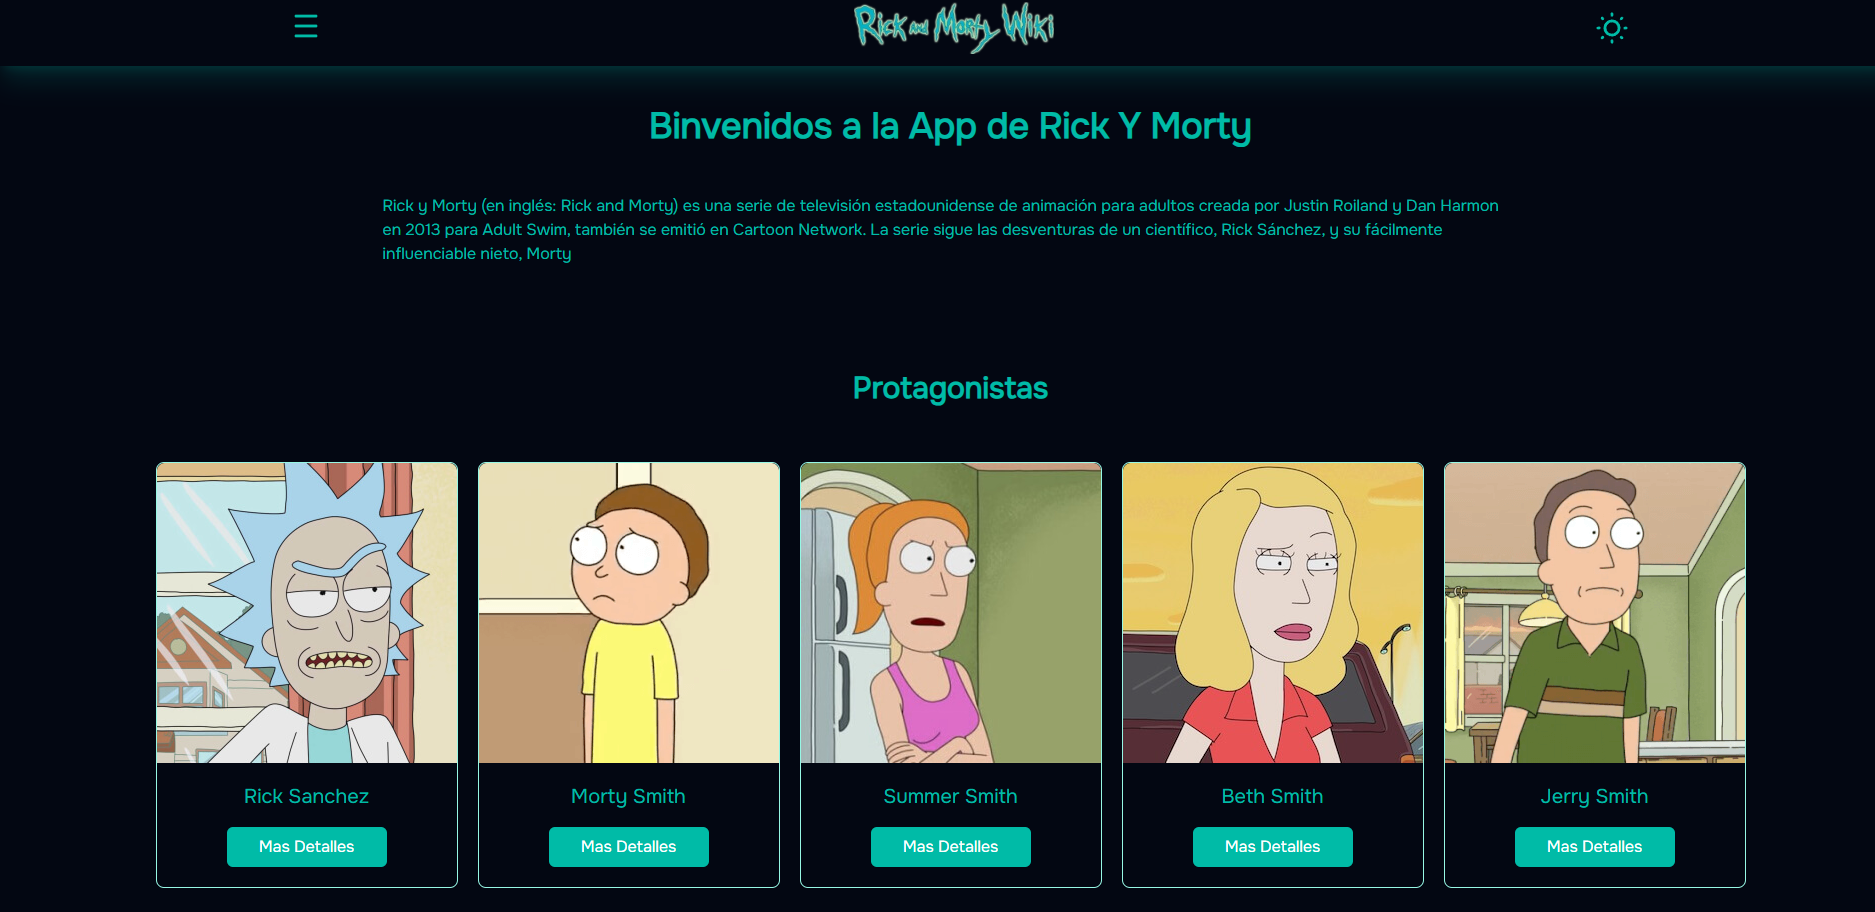 Rick and Morty Wiki
Binvenidos a la App de Rick Y Morty
Rick y Morty (en inglés: Rick and Morty) es una serie de televisión estadounidense de animación para adultos creada por Justin Roiland y Dan Harmon
en 2013 para Adult Swim, también se emitió en Cartoon Network. La serie sigue las desventuras de un científico, Rick Sánchez, y su fácilmente
influenciable nieto, Morty
Protagonistas
Rick Sanchez
Mas Detalles
Morty Smith
Mas Detalles
Summer Smith
Mas Detalles
Beth Smith
Mas Detalles
Jerry Smith
Mas Detalles